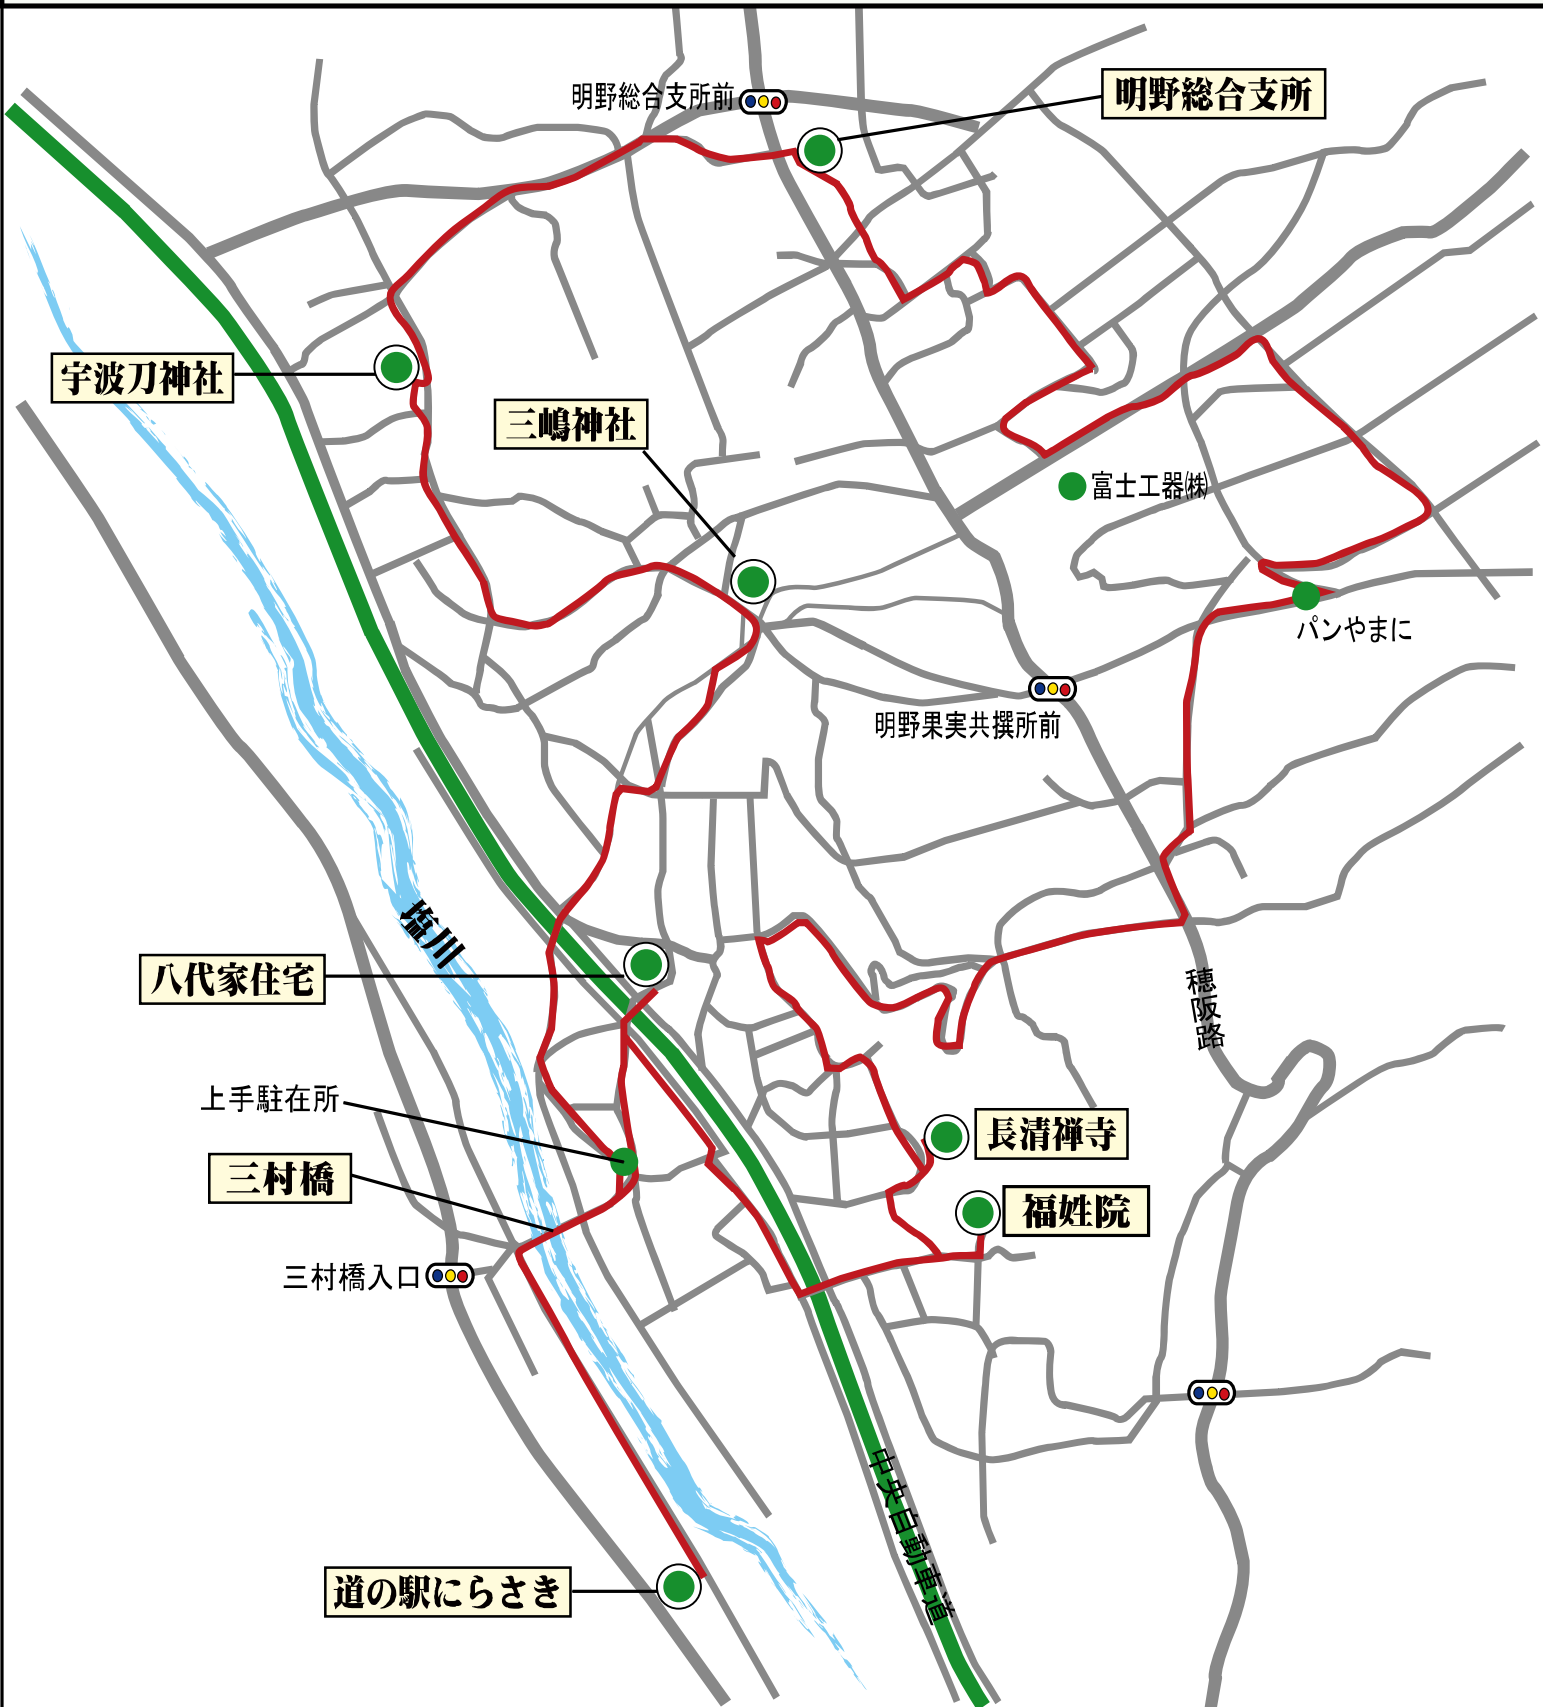 明野総合支所前
明野総合支所
宇波刀神社
三嶋神社
富士工器㈱
パンやまに
明野果実共撰所前
塩川
八代家住宅
穂阪路
上手駐在所
長清禅寺
三村橋
福姓院
三村橋入口
中央自動車道
道の駅にらさき